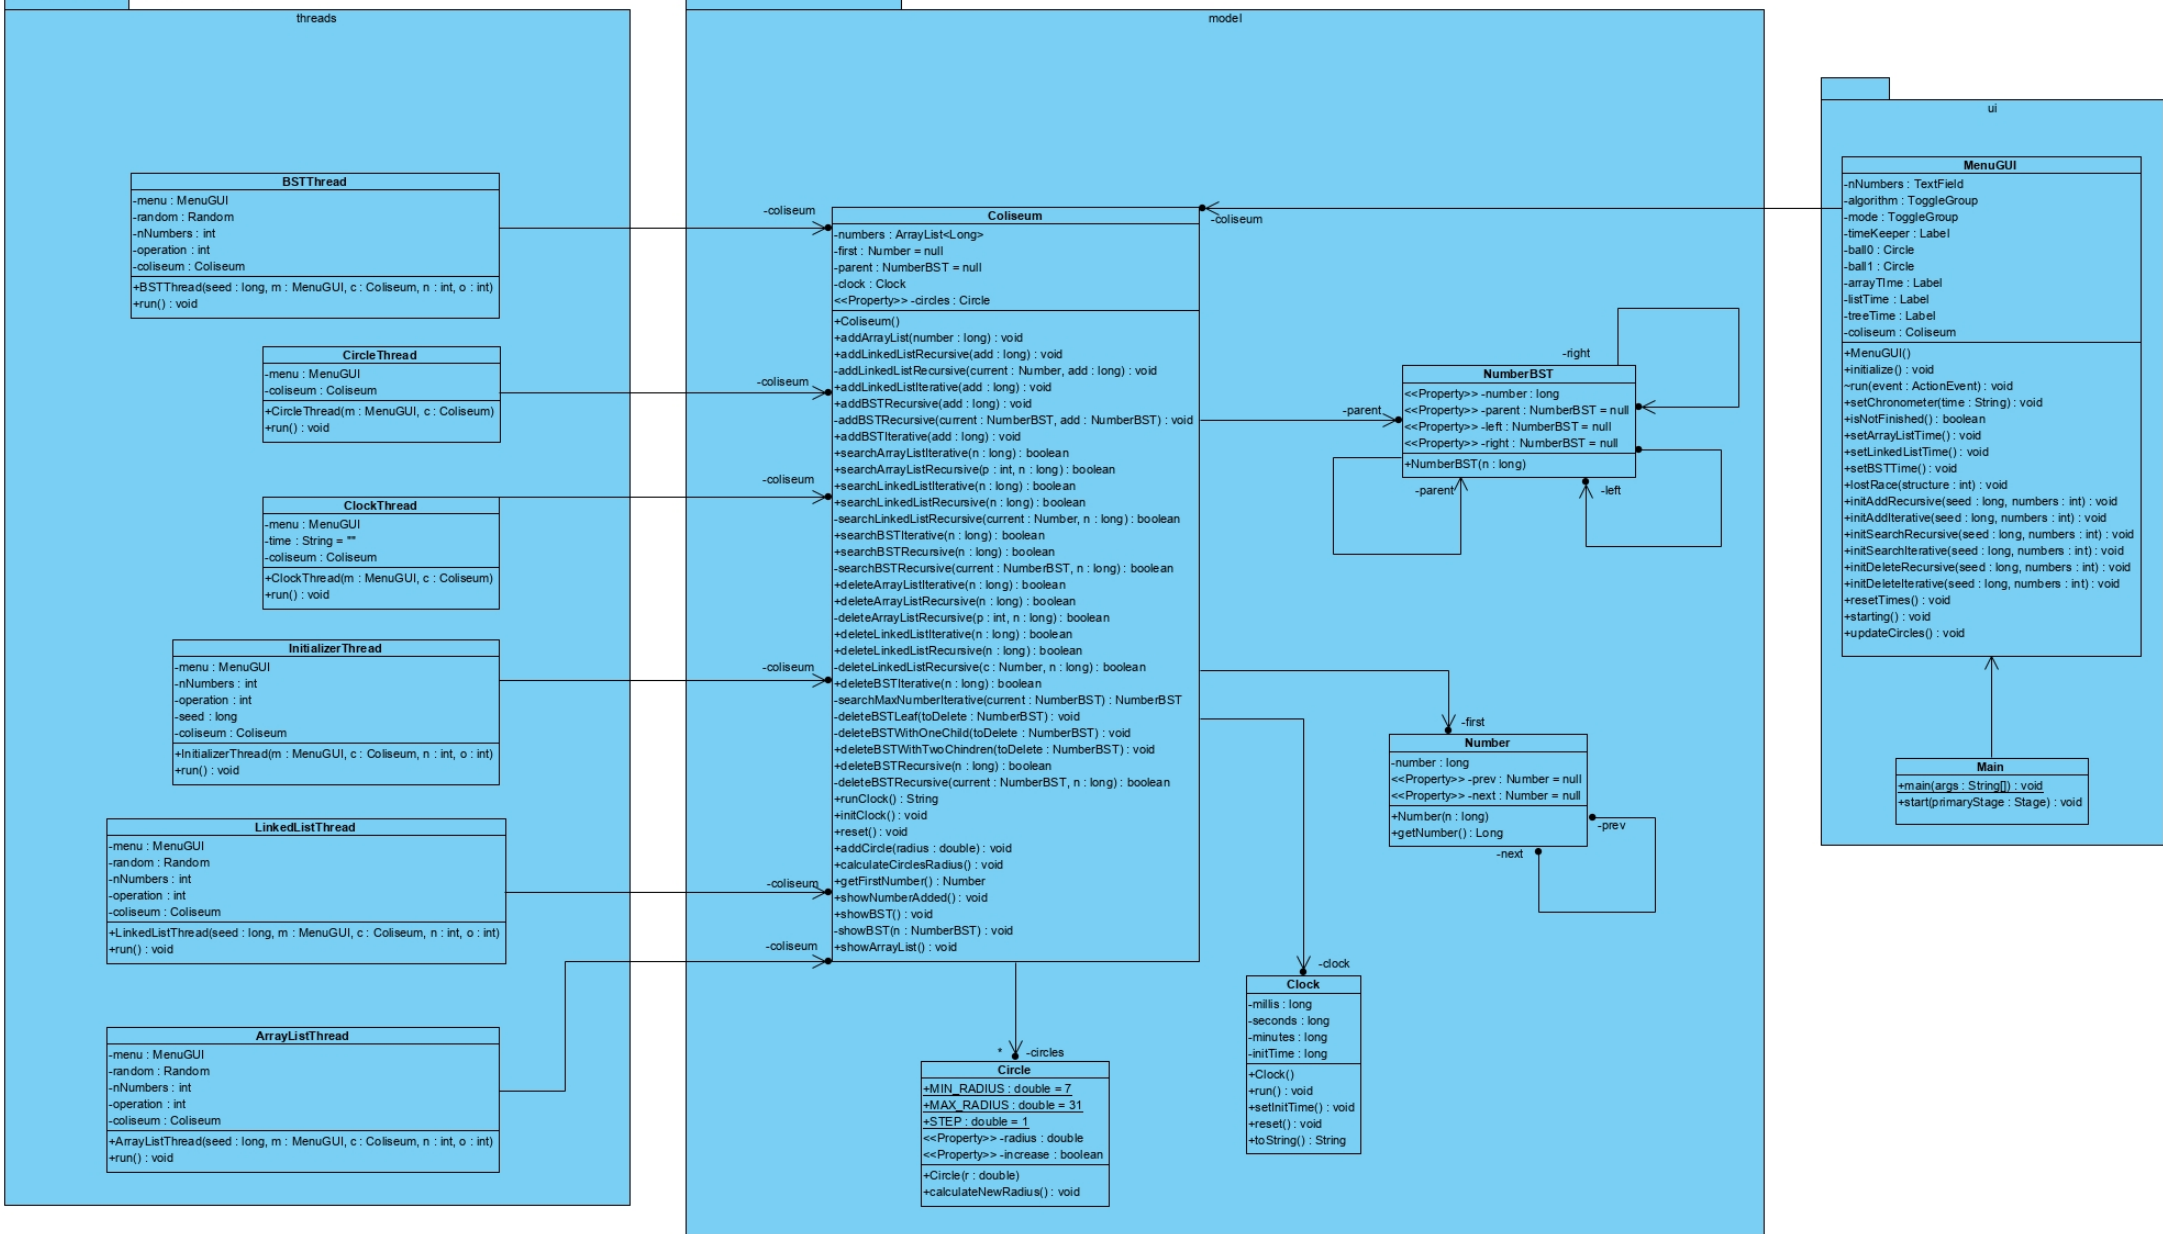 threads
BSTThread
-menu : MenuGUI
-random : Random
-nNumbers : int
-operation : int
-coliseum : Coliseum
+BSTThread(seed : long, m : MenuGUI, c : Coliseum, n : int, o : int)
+run() : void
CircleThread
-menu : MenuGUI
-coliseum : Coliseum
+CircleThread(m : MenuGUI, c : Coliseum)
+run() : void
ClockThread
-menu : MenuGUI
-time : String = ""
-coliseum : Coliseum
+ClockThread(m : MenuGUI, c : Coliseum)
+run() : void
InitializerThread
-menu : MenuGUI
-nNumbers : int
-operation : int
-seed : long
-coliseum : Coliseum
+InitializerThread(m : MenuGUI, c : Coliseum, n : int, o : int)
+run() : void
LinkedListThread
-menu : MenuGUI
-random : Random
-nNumbers : int
-operation : int
-coliseum : Coliseum
+LinkedListThread(seed : long, m : MenuGUI, c : Coliseum, n : int, o : int)
+run() : void
ArrayListThread
-menu : MenuGUI
-random : Random
-nNumbers : int
-operation : int
-coliseum : Coliseum
+ArrayListThread(seed : long, m : MenuGUI, c : Coliseum, n : int, o : int)
+run() : void
model
-coliseum
-coliseum
-coliseum
-coliseum
-coliseum
-coliseum
-coliseum
Coliseum
-numbers : ArrayList<Long>
-first : Number = null
-parent : NumberBST = null
-clock : Clock
<<Property>> -circles : Circle
+Coliseum()
+addArrayList(number : long) : void
+addLinkedListRecursive(add : long) : void
-addLinkedListRecursive(current : Number, add : long) : void
+addLinkedListIterative(add : long) : void
+addBSTRecursive(add : long) : void
-addBSTRecursive(current : NumberBST, add : NumberBST) : void
+addBSTIterative(add : long) : void
+searchArrayListIterative(n : long) : boolean
+searchArrayListRecursive(p : int, n : long) : boolean
+searchLinkedListIterative(n : long) : boolean
+searchLinkedListRecursive(n : long) : boolean
-searchLinkedListRecursive(current : Number, n : long) : boolean
+searchBSTIterative(n : long) : boolean
+searchBSTRecursive(n : long) : boolean
-searchBSTRecursive(current : NumberBST, n : long) : boolean
+deleteArrayListIterative(n : long) : boolean
+deleteArrayListRecursive(n : long) : boolean
-deleteArrayListRecursive(p : int, n : long) : boolean
+deleteLinkedListIterative(n : long) : boolean
+deleteLinkedListRecursive(n : long) : boolean
-deleteLinkedListRecursive(c : Number, n : long) : boolean
+deleteBSTIterative(n : long) : boolean
-searchMaxNumberIterative(current : NumberBST) : NumberBST
-deleteBSTLeaf(toDelete : NumberBST) : void
-deleteBSTWithOneChild(toDelete : NumberBST) : void
+deleteBSTWithTwoChindren(toDelete : NumberBST) : void
+deleteBSTRecursive(n : long) : boolean
-deleteBSTRecursive(current : NumberBST, n : long) : boolean
+runClock() : String
+initClock() : void
+reset() : void
+addCircle(radius : double) : void
+calculateCirclesRadius() : void
+getFirstNumber() : Number
+showNumberAdded() : void
+showBST() : void
-showBST(n : NumberBST) : void
+showArrayList() : void
-right
-parent
NumberBST
<<Property>> -number : long
<<Property>> -parent : NumberBST = null
<<Property>> -left : NumberBST = null
<<Property>> -right : NumberBST = null
+NumberBST(n : long)
-parent
-left
-first
Number
-number : long
<<Property>> -prev : Number = null
<<Property>> -next : Number = null
+Number(n : long)
+getNumber() : Long
-prev
-next
-clock
Clock
-millis : long
-seconds : long
-minutes : long
-initTime : long
+Clock()
+run() : void
+setInitTime() : void
+reset() : void
+toString() : String
* -circles
Circle
+MIN_RADIUS : double = 7
+MAX_RADIUS : double = 31
+STEP : double = 1
<<Property>> -radius : double
<<Property>> -increase : boolean
+Circle(r : double)
+calculateNewRadius() : void
ui
MenuGUI
-nNumbers : TextField
-algorithm : ToggleGroup
-mode : ToggleGroup
-timeKeeper : Label
-ball0 : Circle
-ball1 : Circle
-arrayTIme : Label
-listTime : Label
-treeTime : Label
-coliseum : Coliseum
+MenuGUI()
+initialize() : void
~run(event : ActionEvent) : void
+setChronometer(time : String) : void
+isNotFinished() : boolean
+setArrayListTime() : void
+setLinkedListTime() : void
+setBSTTime() : void
+lostRace(structure : int) : void
+initAddRecursive(seed : long, numbers : int) : void
+initAddIterative(seed : long, numbers : int) : void
+initSearchRecursive(seed : long, numbers : int) : void
+initSearchIterative(seed : long, numbers : int) : void
+initDeleteRecursive(seed : long, numbers : int) : void
+initDeleteIterative(seed : long, numbers : int) : void
+resetTimes() : void
+starting() : void
+updateCircles() : void
Main
+main(args : String[]) : void
+start(primaryStage : Stage) : void